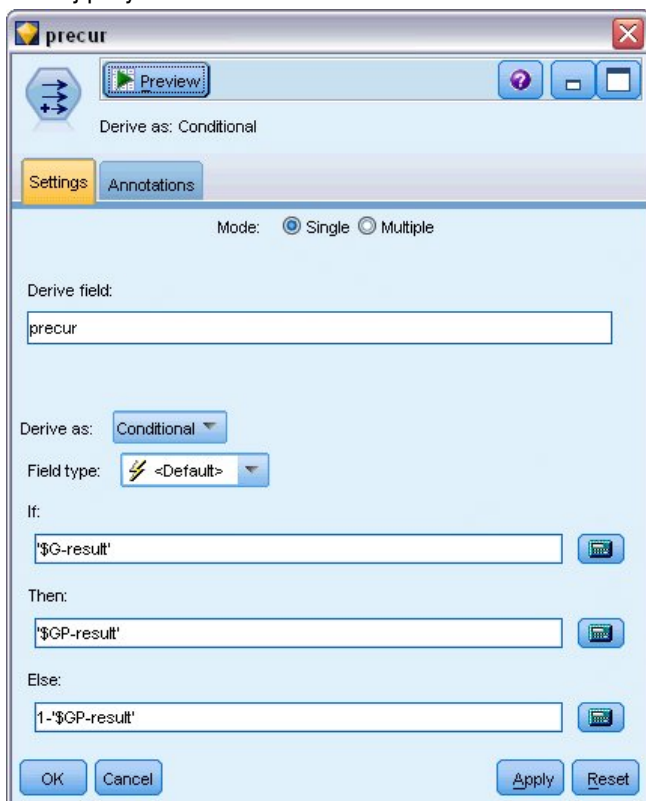 precur
Preview
Derive as: Conditional
Settings
Annotations
Mode: Single Multiple
Derive field:
precur
Derive as: Conditional
Field type: <Default>
If:
'$G-result'
Then:
'$GP-result'
Else:
1-'$GP-result'
OK Cancel Apply Reset